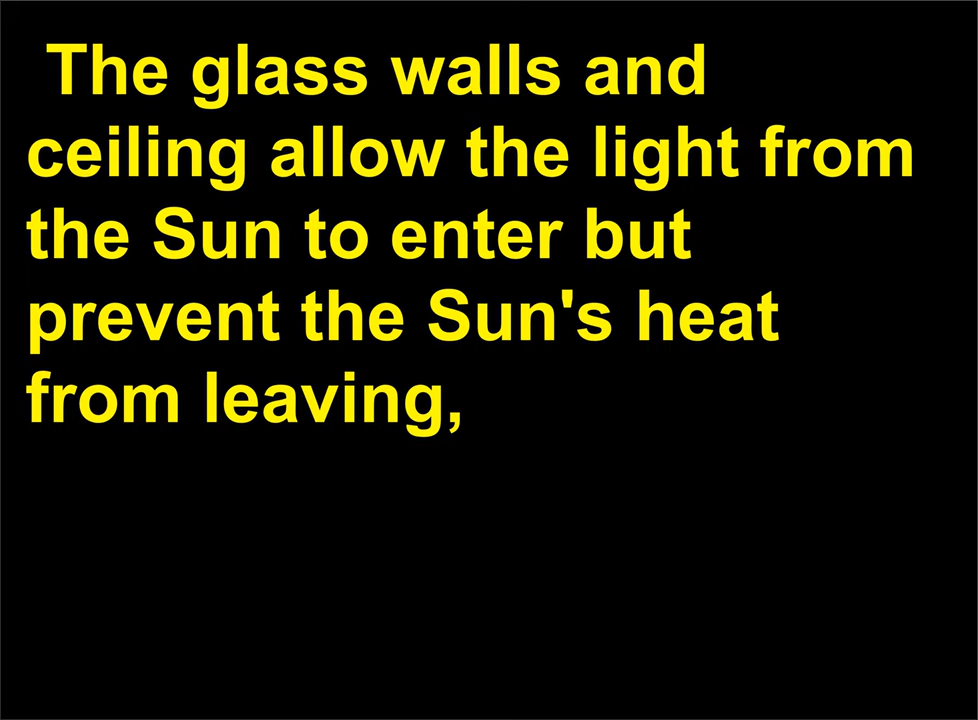 The glass walls and
ceiling allow the light from
the Sun to enter but
prevent the Sun's heat
from leaving,